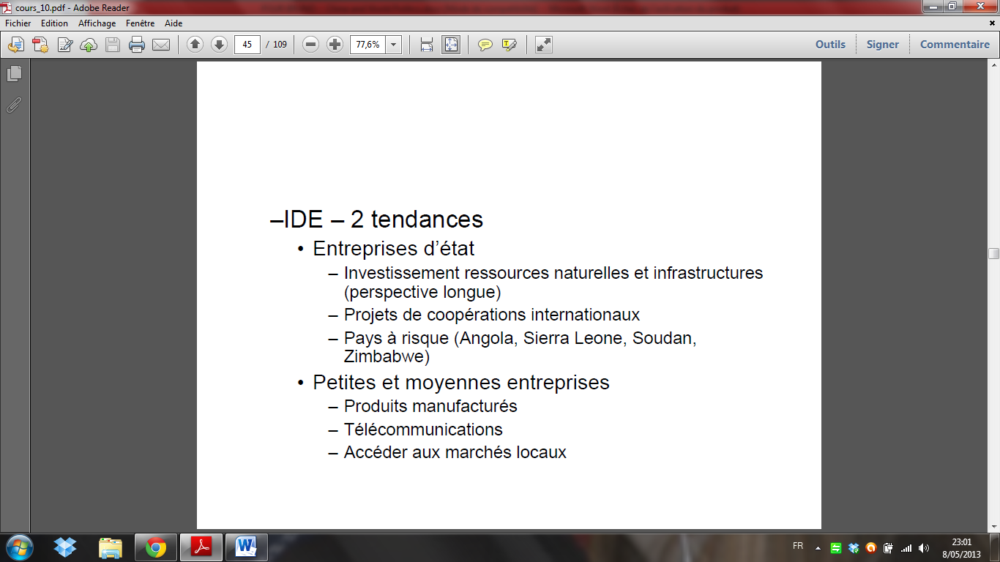 cours_10.pdf - Adobe Reader
Fichier Edition Affichage Fenêtre Aide
45 / 109 77,6% Outils Signer Commentaire
–IDE – 2 tendances
• Entreprises d’état
– Investissement ressources naturelles et infrastructures
(perspective longue)
– Projets de coopérations internationaux
– Pays à risque (Angola, Sierra Leone, Soudan,
Zimbabwe)
• Petites et moyennes entreprises
– Produits manufacturés
– Télécommunications
– Accéder aux marchés locaux
FR
23:01
8/05/2013